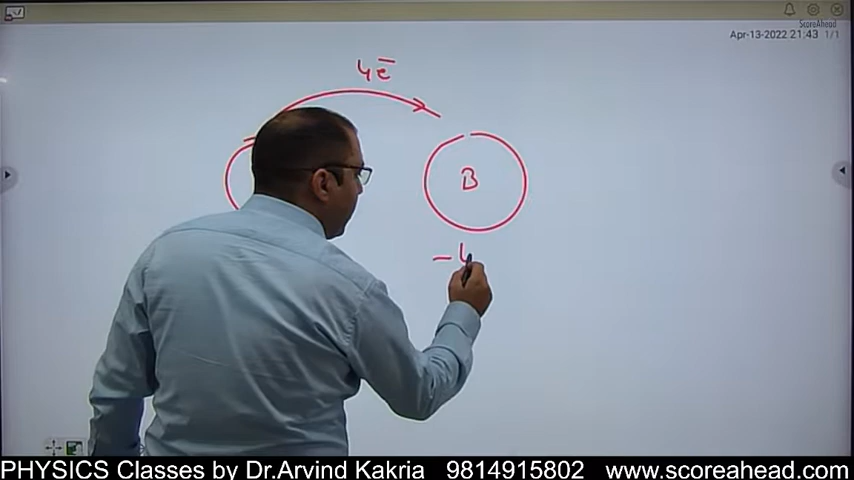 ScoreAhead
Apr-13-2022 21:43 1/1
4e̅
B
-4
PHYSICS Classes by Dr.Arvind Kakria 9814915802 www.scoreahead.com